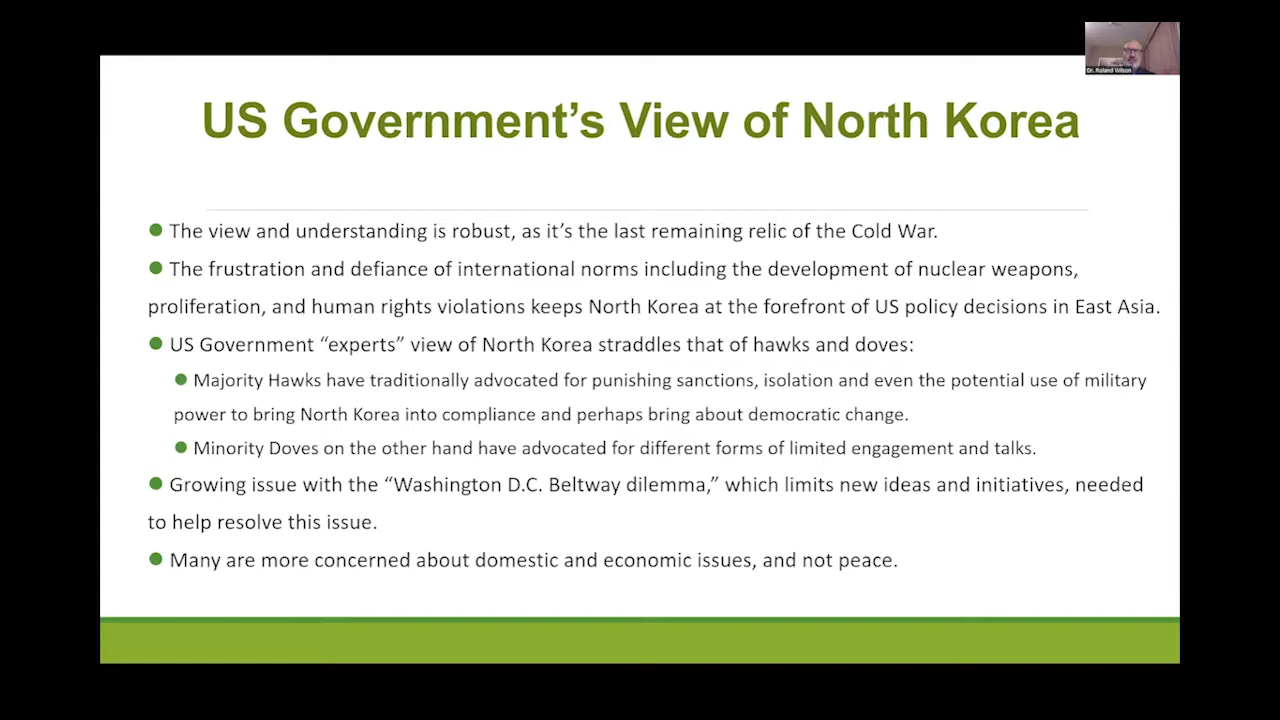 Dr. Roland Wilson
US Government’s View of North Korea
● The view and understanding is robust, as it’s the last remaining relic of the Cold War.
● The frustration and defiance of international norms including the development of nuclear weapons,
proliferation, and human rights violations keeps North Korea at the forefront of US policy decisions in East Asia.
● US Government “experts” view of North Korea straddles that of hawks and doves:
● Majority Hawks have traditionally advocated for punishing sanctions, isolation and even the potential use of military
power to bring North Korea into compliance and perhaps bring about democratic change.
● Minority Doves on the other hand have advocated for different forms of limited engagement and talks.
● Growing issue with the “Washington D.C. Beltway dilemma,” which limits new ideas and initiatives, needed
to help resolve this issue.
● Many are more concerned about domestic and economic issues, and not peace.